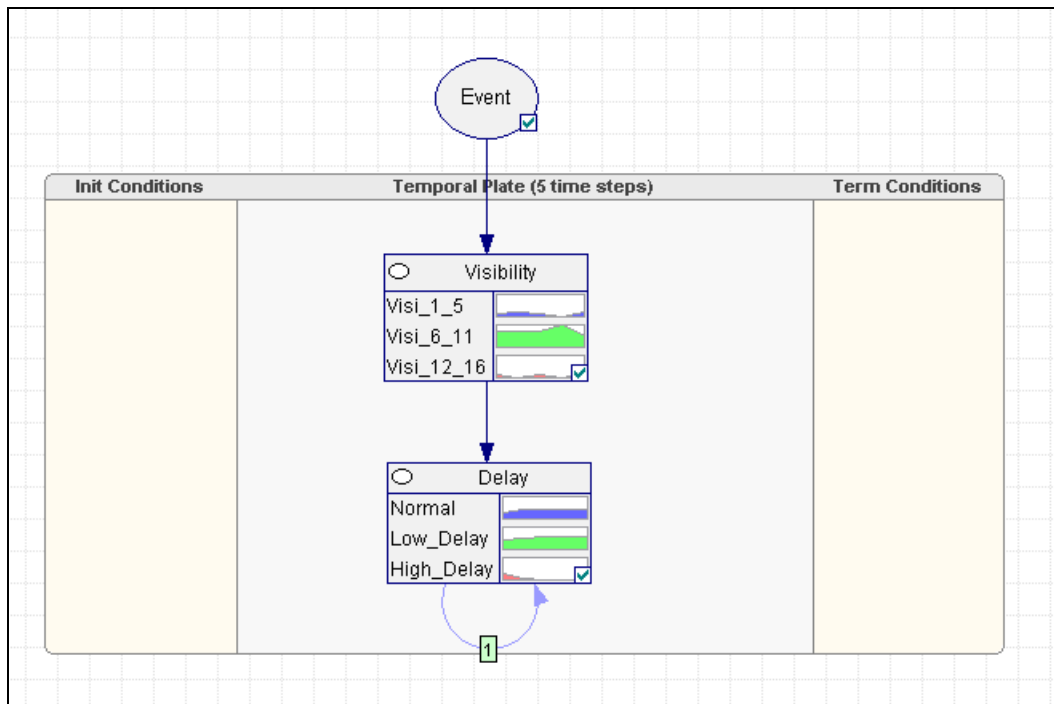 Event
Init Conditions
Temporal Plate (5 time steps)
Term Conditions
Visibility
Visi_1_5
Visi_6_11
Visi_12_16
Delay
Normal
Low_Delay
High_Delay
1